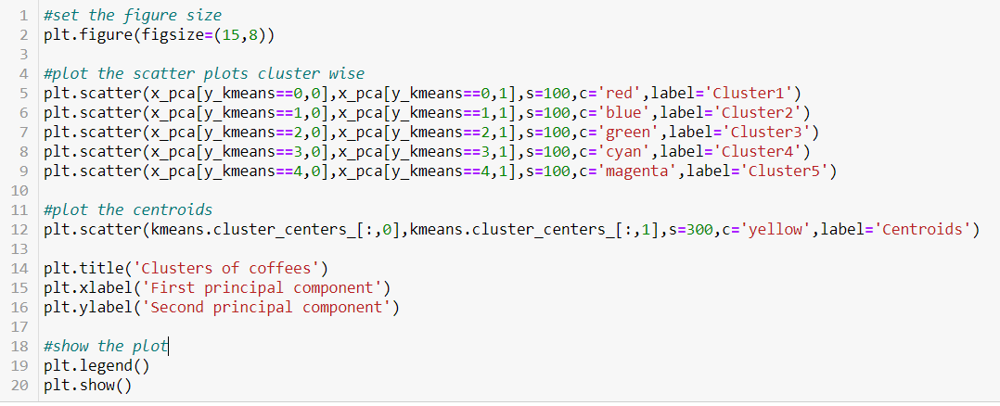 1 #set the figure size
2 plt.figure(figsize=(15,8))
3
4 #plot the scatter plots cluster wise
5 plt.scatter(x_pca[y_kmeans==0,0],x_pca[y_kmeans==0,1],s=100,c='red',label='Cluster1')
6 plt.scatter(x_pca[y_kmeans==1,0],x_pca[y_kmeans==1,1],s=100,c='blue',label='Cluster2')
7 plt.scatter(x_pca[y_kmeans==2,0],x_pca[y_kmeans==2,1],s=100,c='green',label='Cluster3')
8 plt.scatter(x_pca[y_kmeans==3,0],x_pca[y_kmeans==3,1],s=100,c='cyan',label='Cluster4')
9 plt.scatter(x_pca[y_kmeans==4,0],x_pca[y_kmeans==4,1],s=100,c='magenta',label='Cluster5')
10
11 #plot the centroids
12 plt.scatter(kmeans.cluster_centers_[:,0],kmeans.cluster_centers_[:,1],s=300,c='yellow',label='Centroids')
13
14 plt.title('Clusters of coffees')
15 plt.xlabel('First principal component')
16 plt.ylabel('Second principal component')
17
18 #show the plot
19 plt.legend()
20 plt.show()